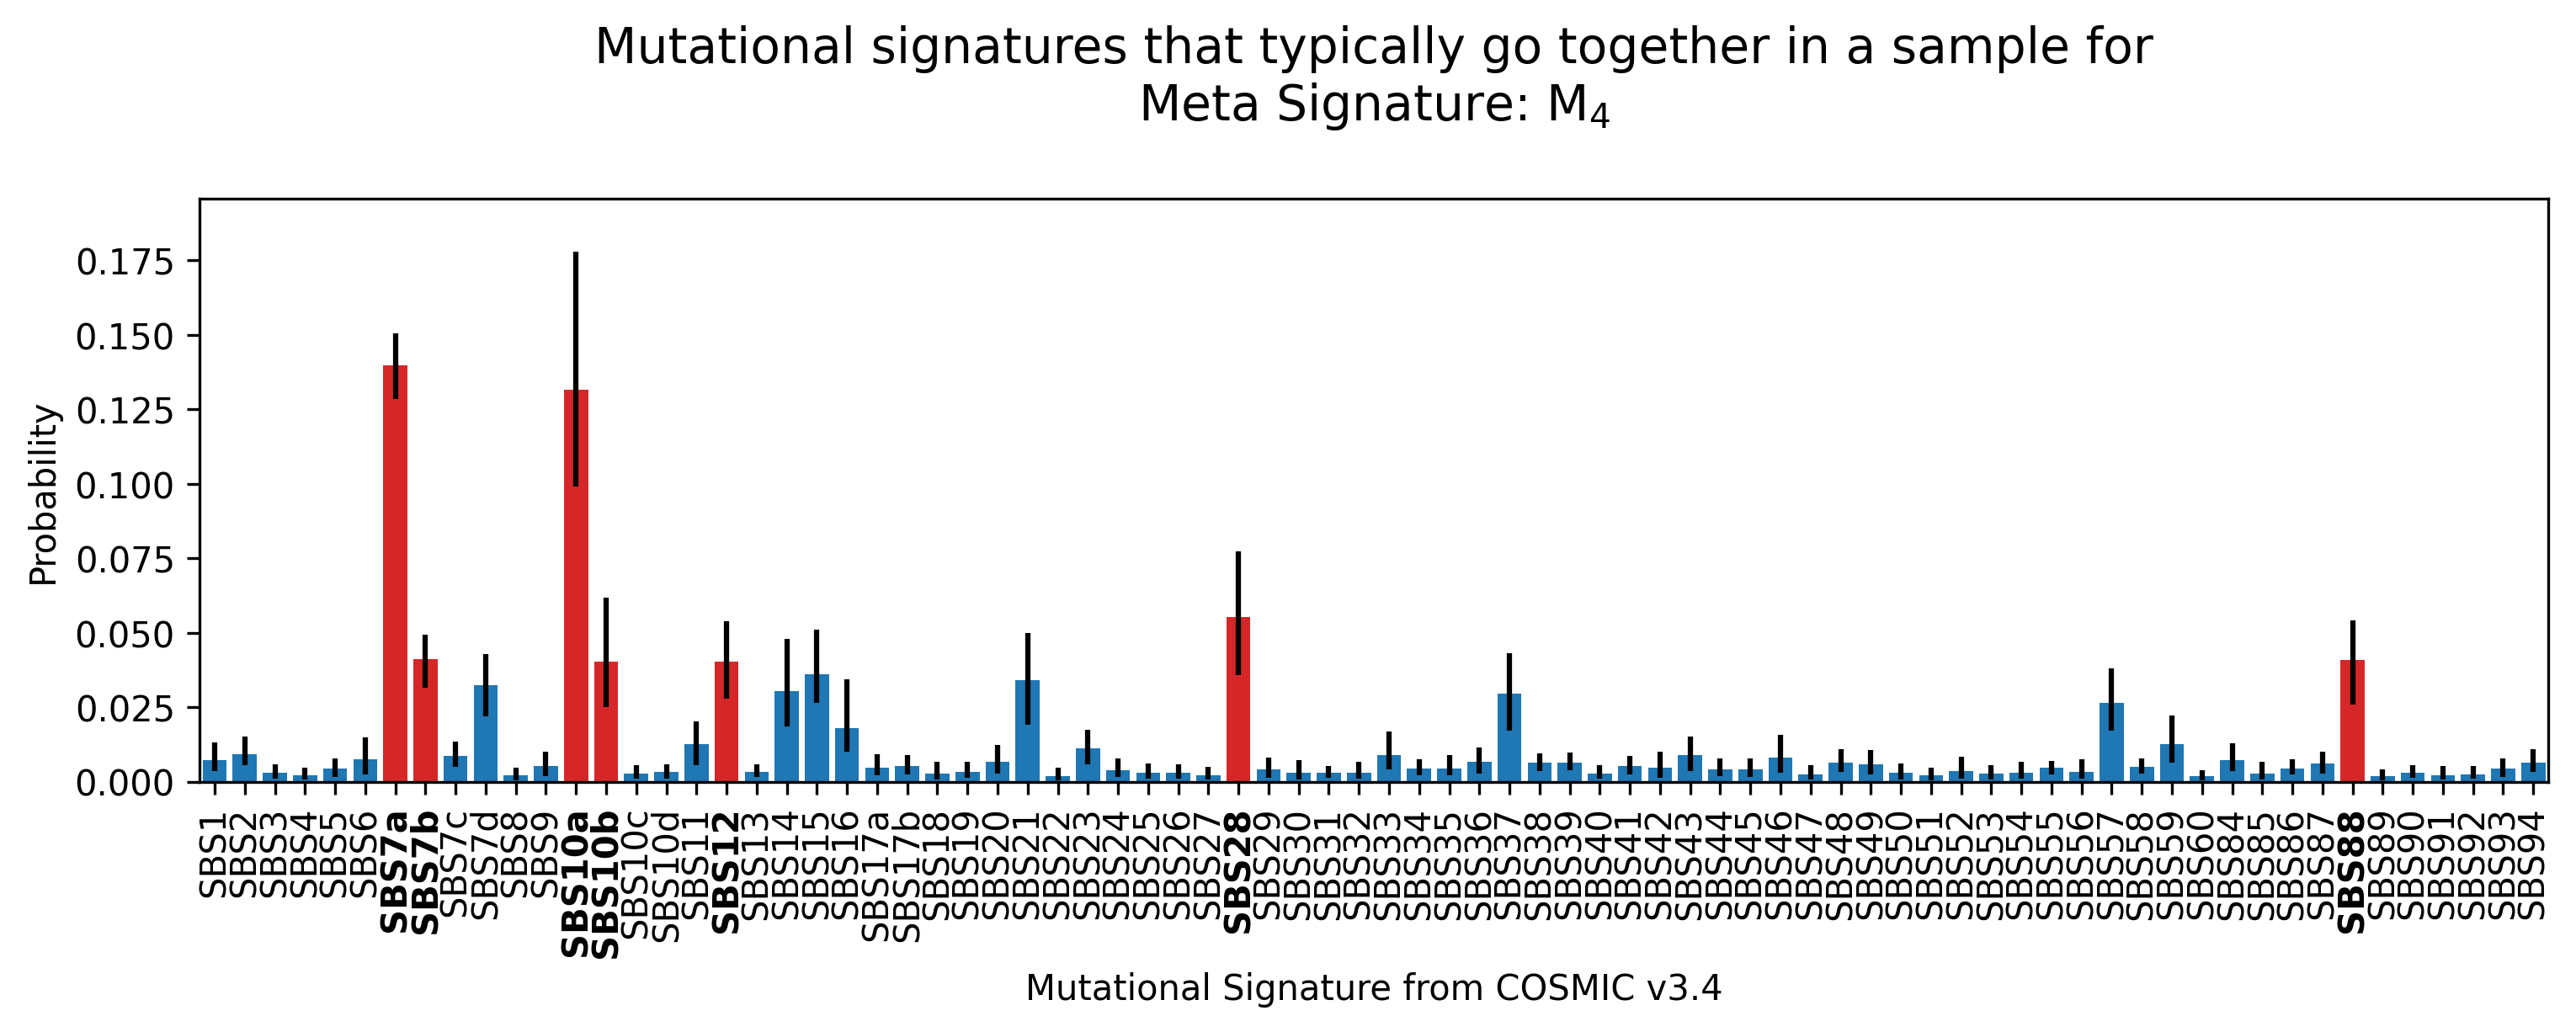 Mutational signatures that typically go together in a sample for
Meta Signature: M₄
Probability
0.175
0.150
0.125
0.100
0.075
0.050
0.025
0.000
SBS1
SBS2
SBS3
SBS4
SBS5
SBS6
SBS7a
SBS7b
SBS7c
SBS7d
SBS8
SBS9
SBS10a
SBS10b
SBS10c
SBS10d
SBS11
SBS12
SBS13
SBS14
SBS15
SBS16
SBS17a
SBS17b
SBS18
SBS19
SBS20
SBS21
SBS22
SBS23
SBS24
SBS25
SBS26
SBS27
SBS28
SBS29
SBS30
SBS31
SBS32
SBS33
SBS34
SBS35
SBS36
SBS37
SBS38
SBS39
SBS40
SBS41
SBS42
SBS43
SBS44
SBS45
SBS46
SBS47
SBS48
SBS49
SBS50
SBS51
SBS52
SBS53
SBS54
SBS55
SBS56
SBS57
SBS58
SBS59
SBS60
SBS84
SBS85
SBS86
SBS87
SBS88
SBS89
SBS90
SBS91
SBS92
SBS93
SBS94
Mutational Signature from COSMIC v3.4